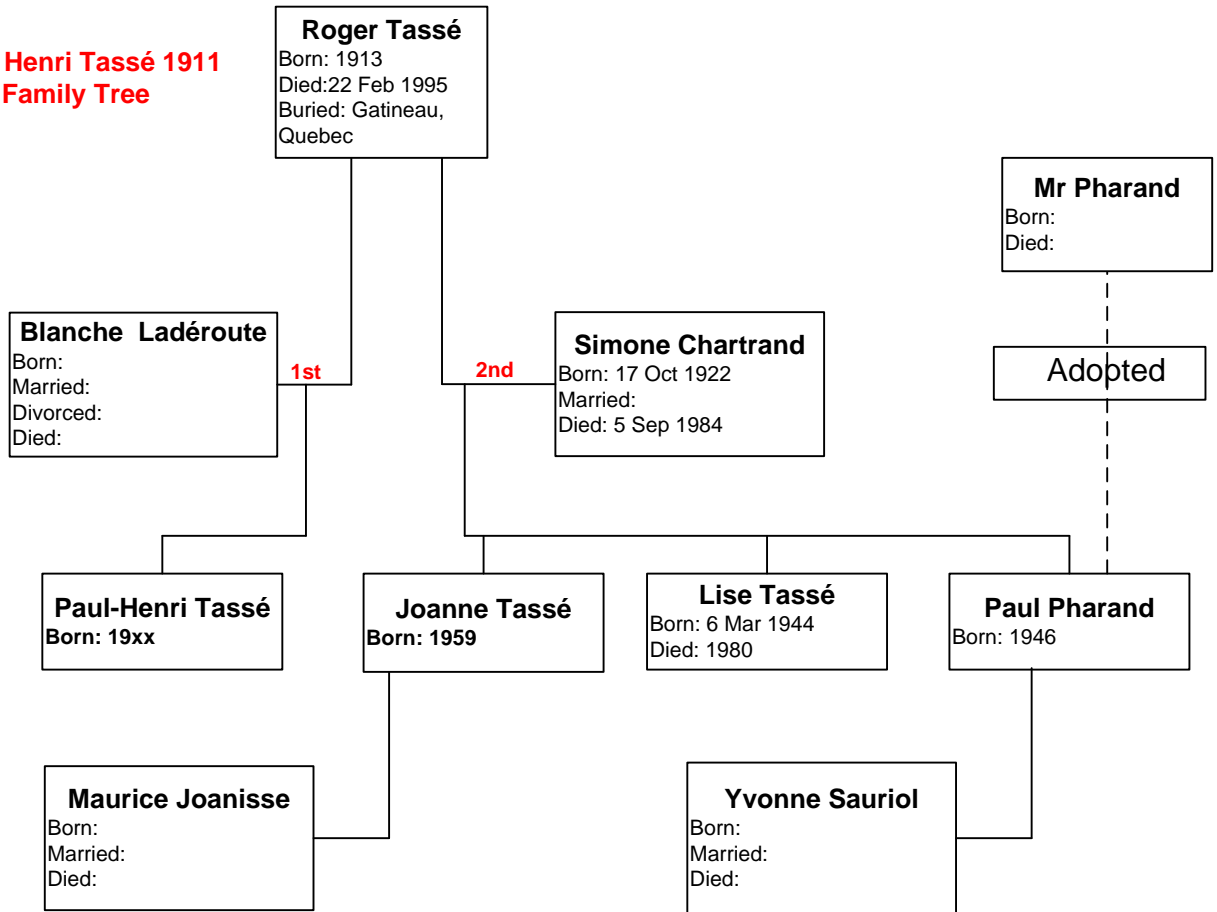 Henri Tassé 1911
Family Tree
Roger Tassé
Born: 1913
Died:22 Feb 1995
Buried: Gatineau,
Quebec
Mr Pharand
Born:
Died:
Blanche  Ladéroute
Born:
Married:
Divorced:
Died:
1st
2nd
Simone Chartrand
Born: 17 Oct 1922
Married:
Died: 5 Sep 1984
Adopted
Paul-Henri Tassé
Born: 19xx
Joanne Tassé
Born: 1959
Lise Tassé
Born: 6 Mar 1944
Died: 1980
Paul Pharand
Born: 1946
Maurice Joanisse
Born:
Married:
Died:
Yvonne Sauriol
Born:
Married:
Died: